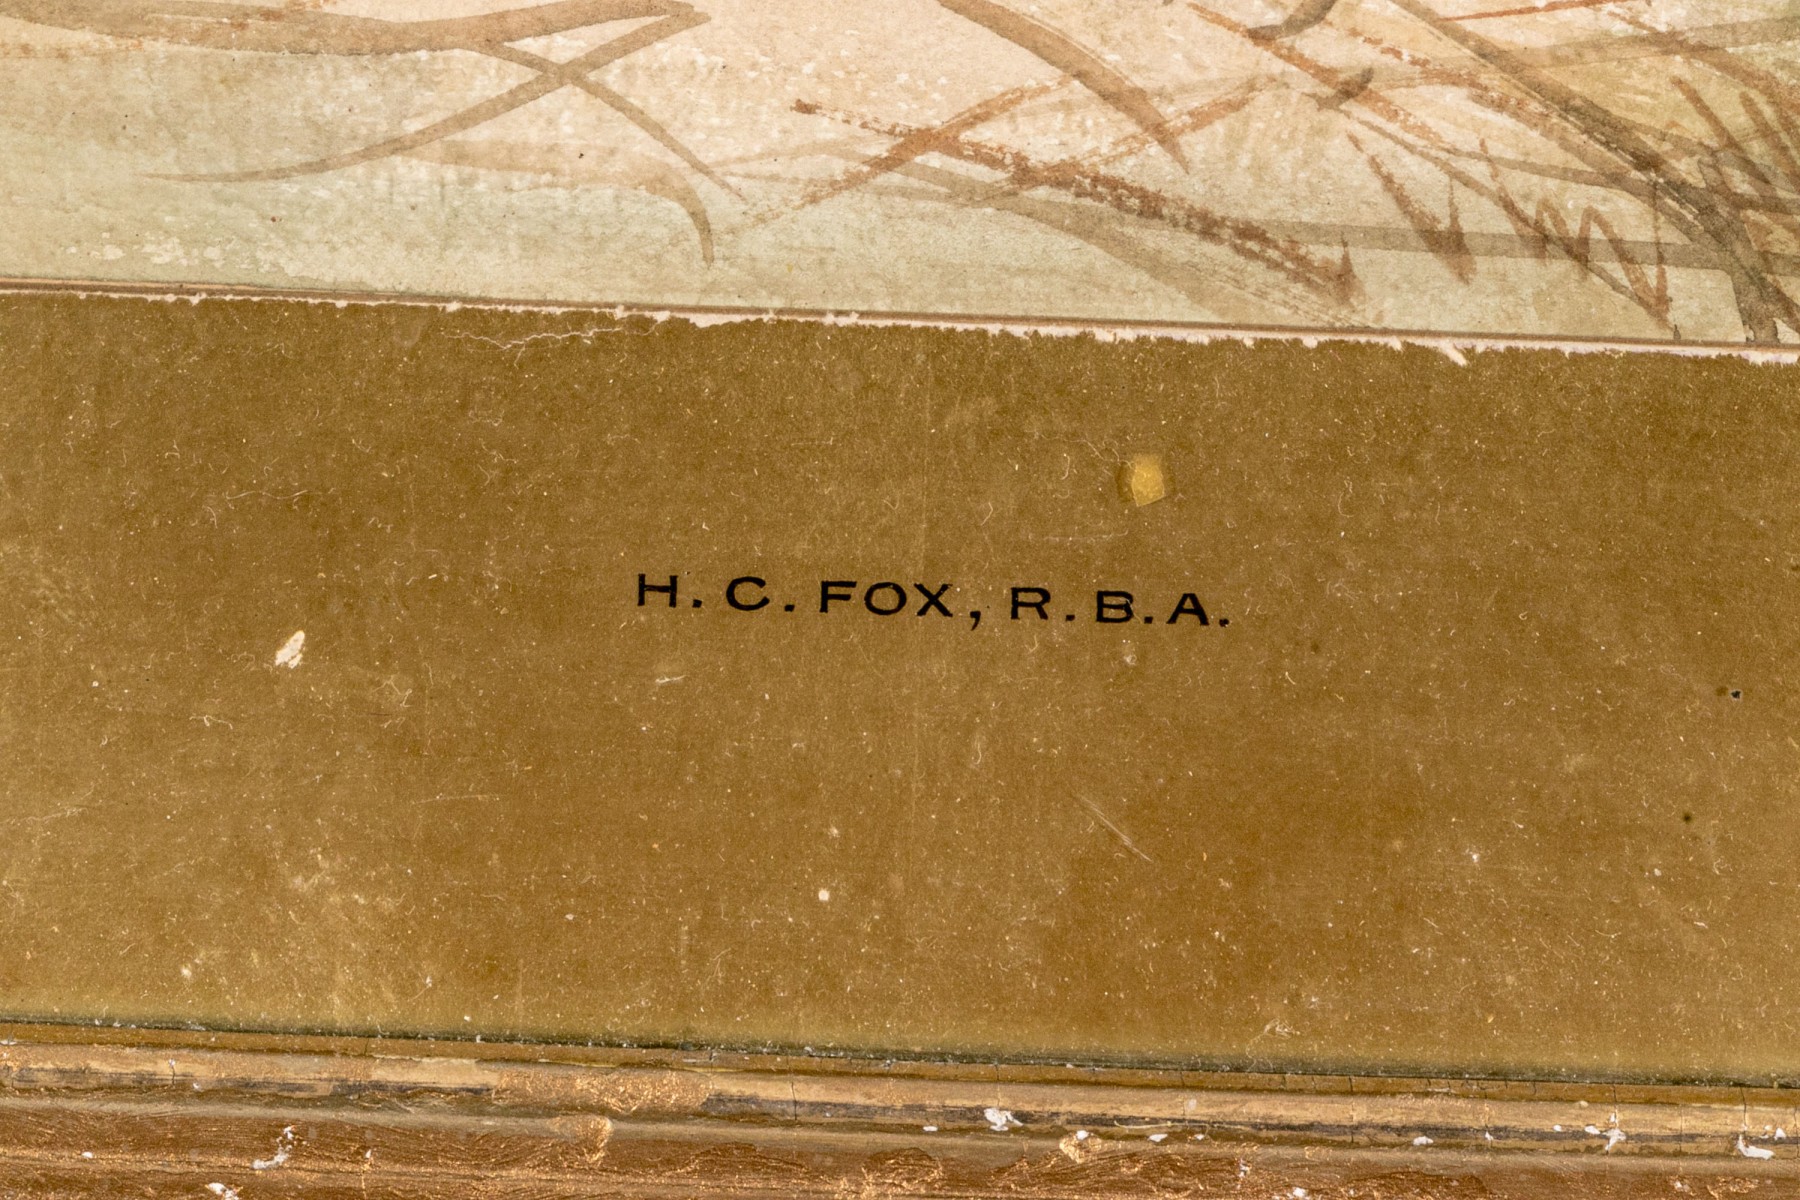 H. C. FOX, R.B.A.